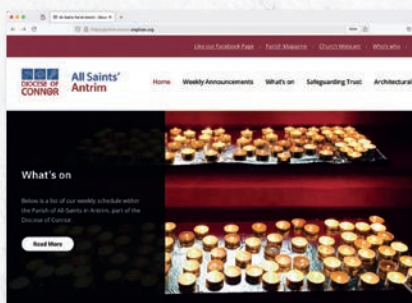 Like our Facebook Page Parish Magazine Church Webcast Who's who
DIOCESE OF
CONNOR
All Saints'
Antrim
Home Weekly Announcements What's on Safeguarding Trust Architectural
What's on
Below is a list of our weekly schedule within
the Parish of All Saints in Antrim, part of the
Diocese of Connor.
Read More